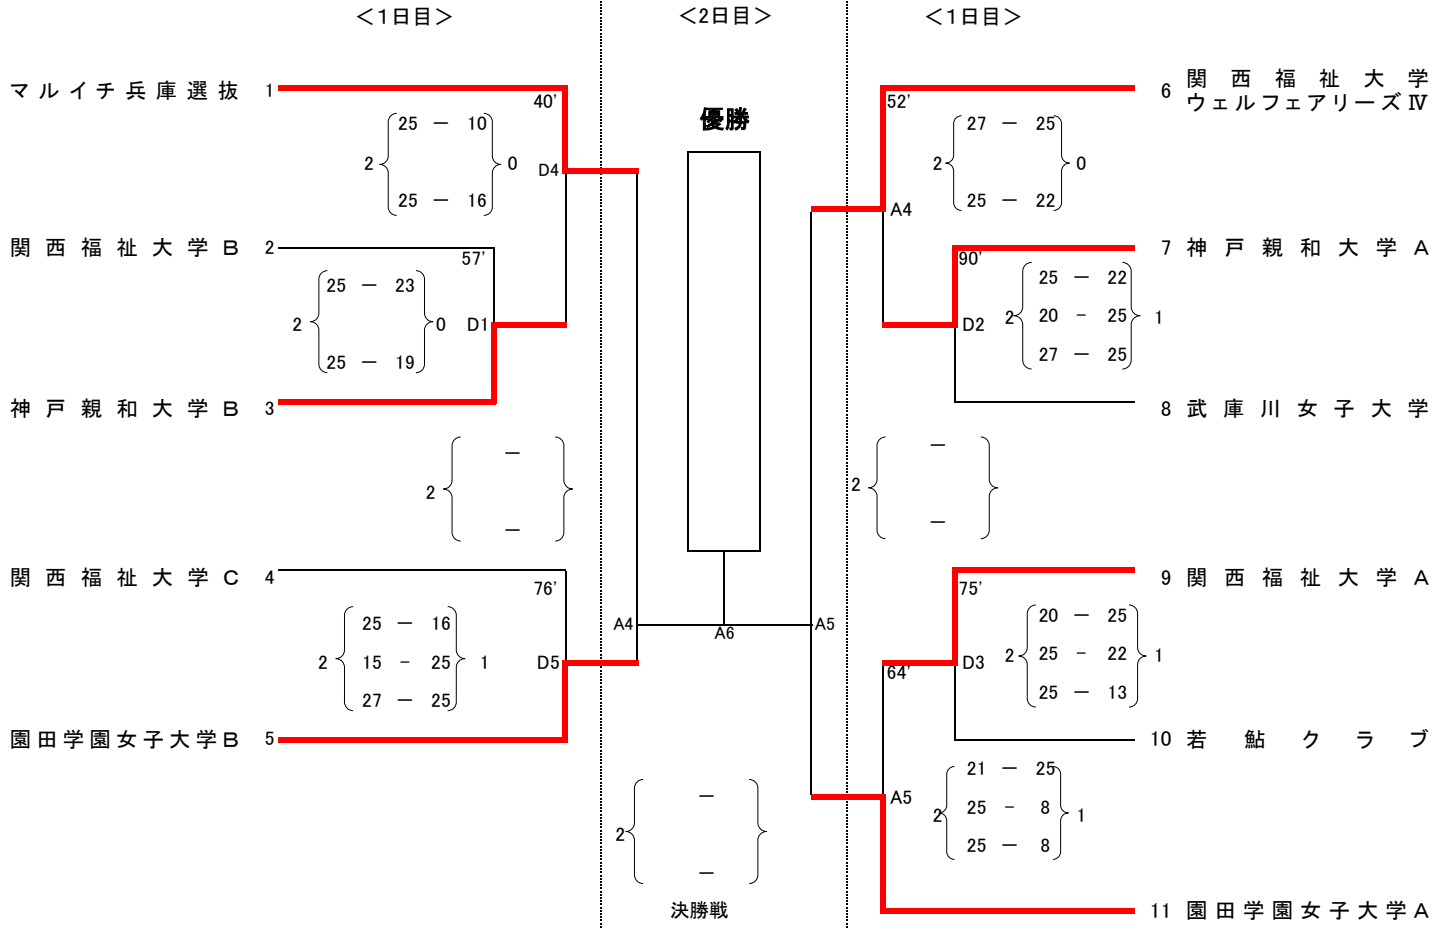 ＜1日目＞ ＜2日目＞ ＜1日目＞
マルイチ兵庫選抜 1
40'
25 － 10
2 0
25 － 16
D4
関西福祉大学B 2
57'
25 － 23
2 0
25 － 19
D1
神戸親和大学B 3
－
2
－
関西福祉大学C 4
76'
25 － 16
2 15 － 25 1
27 － 25
D5
園田学園女子大学B 5
優勝
A4 A6 A5
－
2
－
決勝戦
6 関西福祉大学
ウェルフェアリーズⅣ
52'
27 － 25
2 0
25 － 22
A4
7 神戸親和大学A
90'
25 － 22
2 20 － 25 1
27 － 25
D2
8 武庫川女子大学
－
2
－
9 関西福祉大学A
75'
20 － 25
2 25 － 22 1
25 － 13
D3
64'
10 若鮎クラブ
21 － 25
2 25 － 8 1
25 － 8
A5
11 園田学園女子大学A